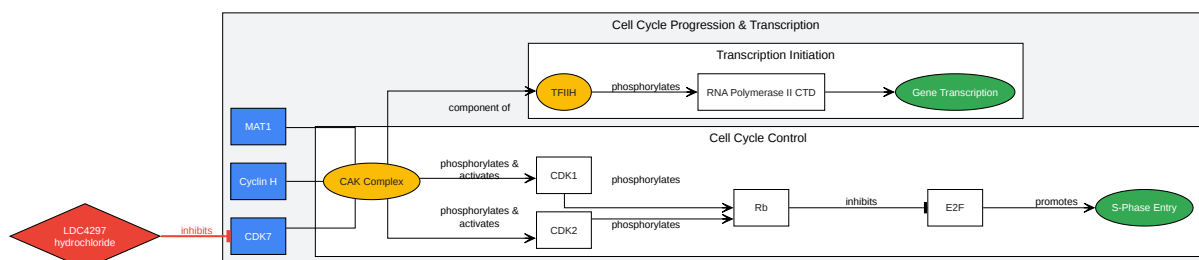 Cell Cycle Progression & Transcription
Transcription Initiation
TFIIH
phosphorylates
RNA Polymerase II CTD
Gene Transcription
component of
MAT1
Cell Cycle Control
Cyclin H
CAK Complex
phosphorylates &
activates
CDK1
phosphorylates
Rb
inhibits
E2F
promotes
S-Phase Entry
phosphorylates &
activates
CDK2
phosphorylates
LDC4297
hydrochloride
inhibits
CDK7